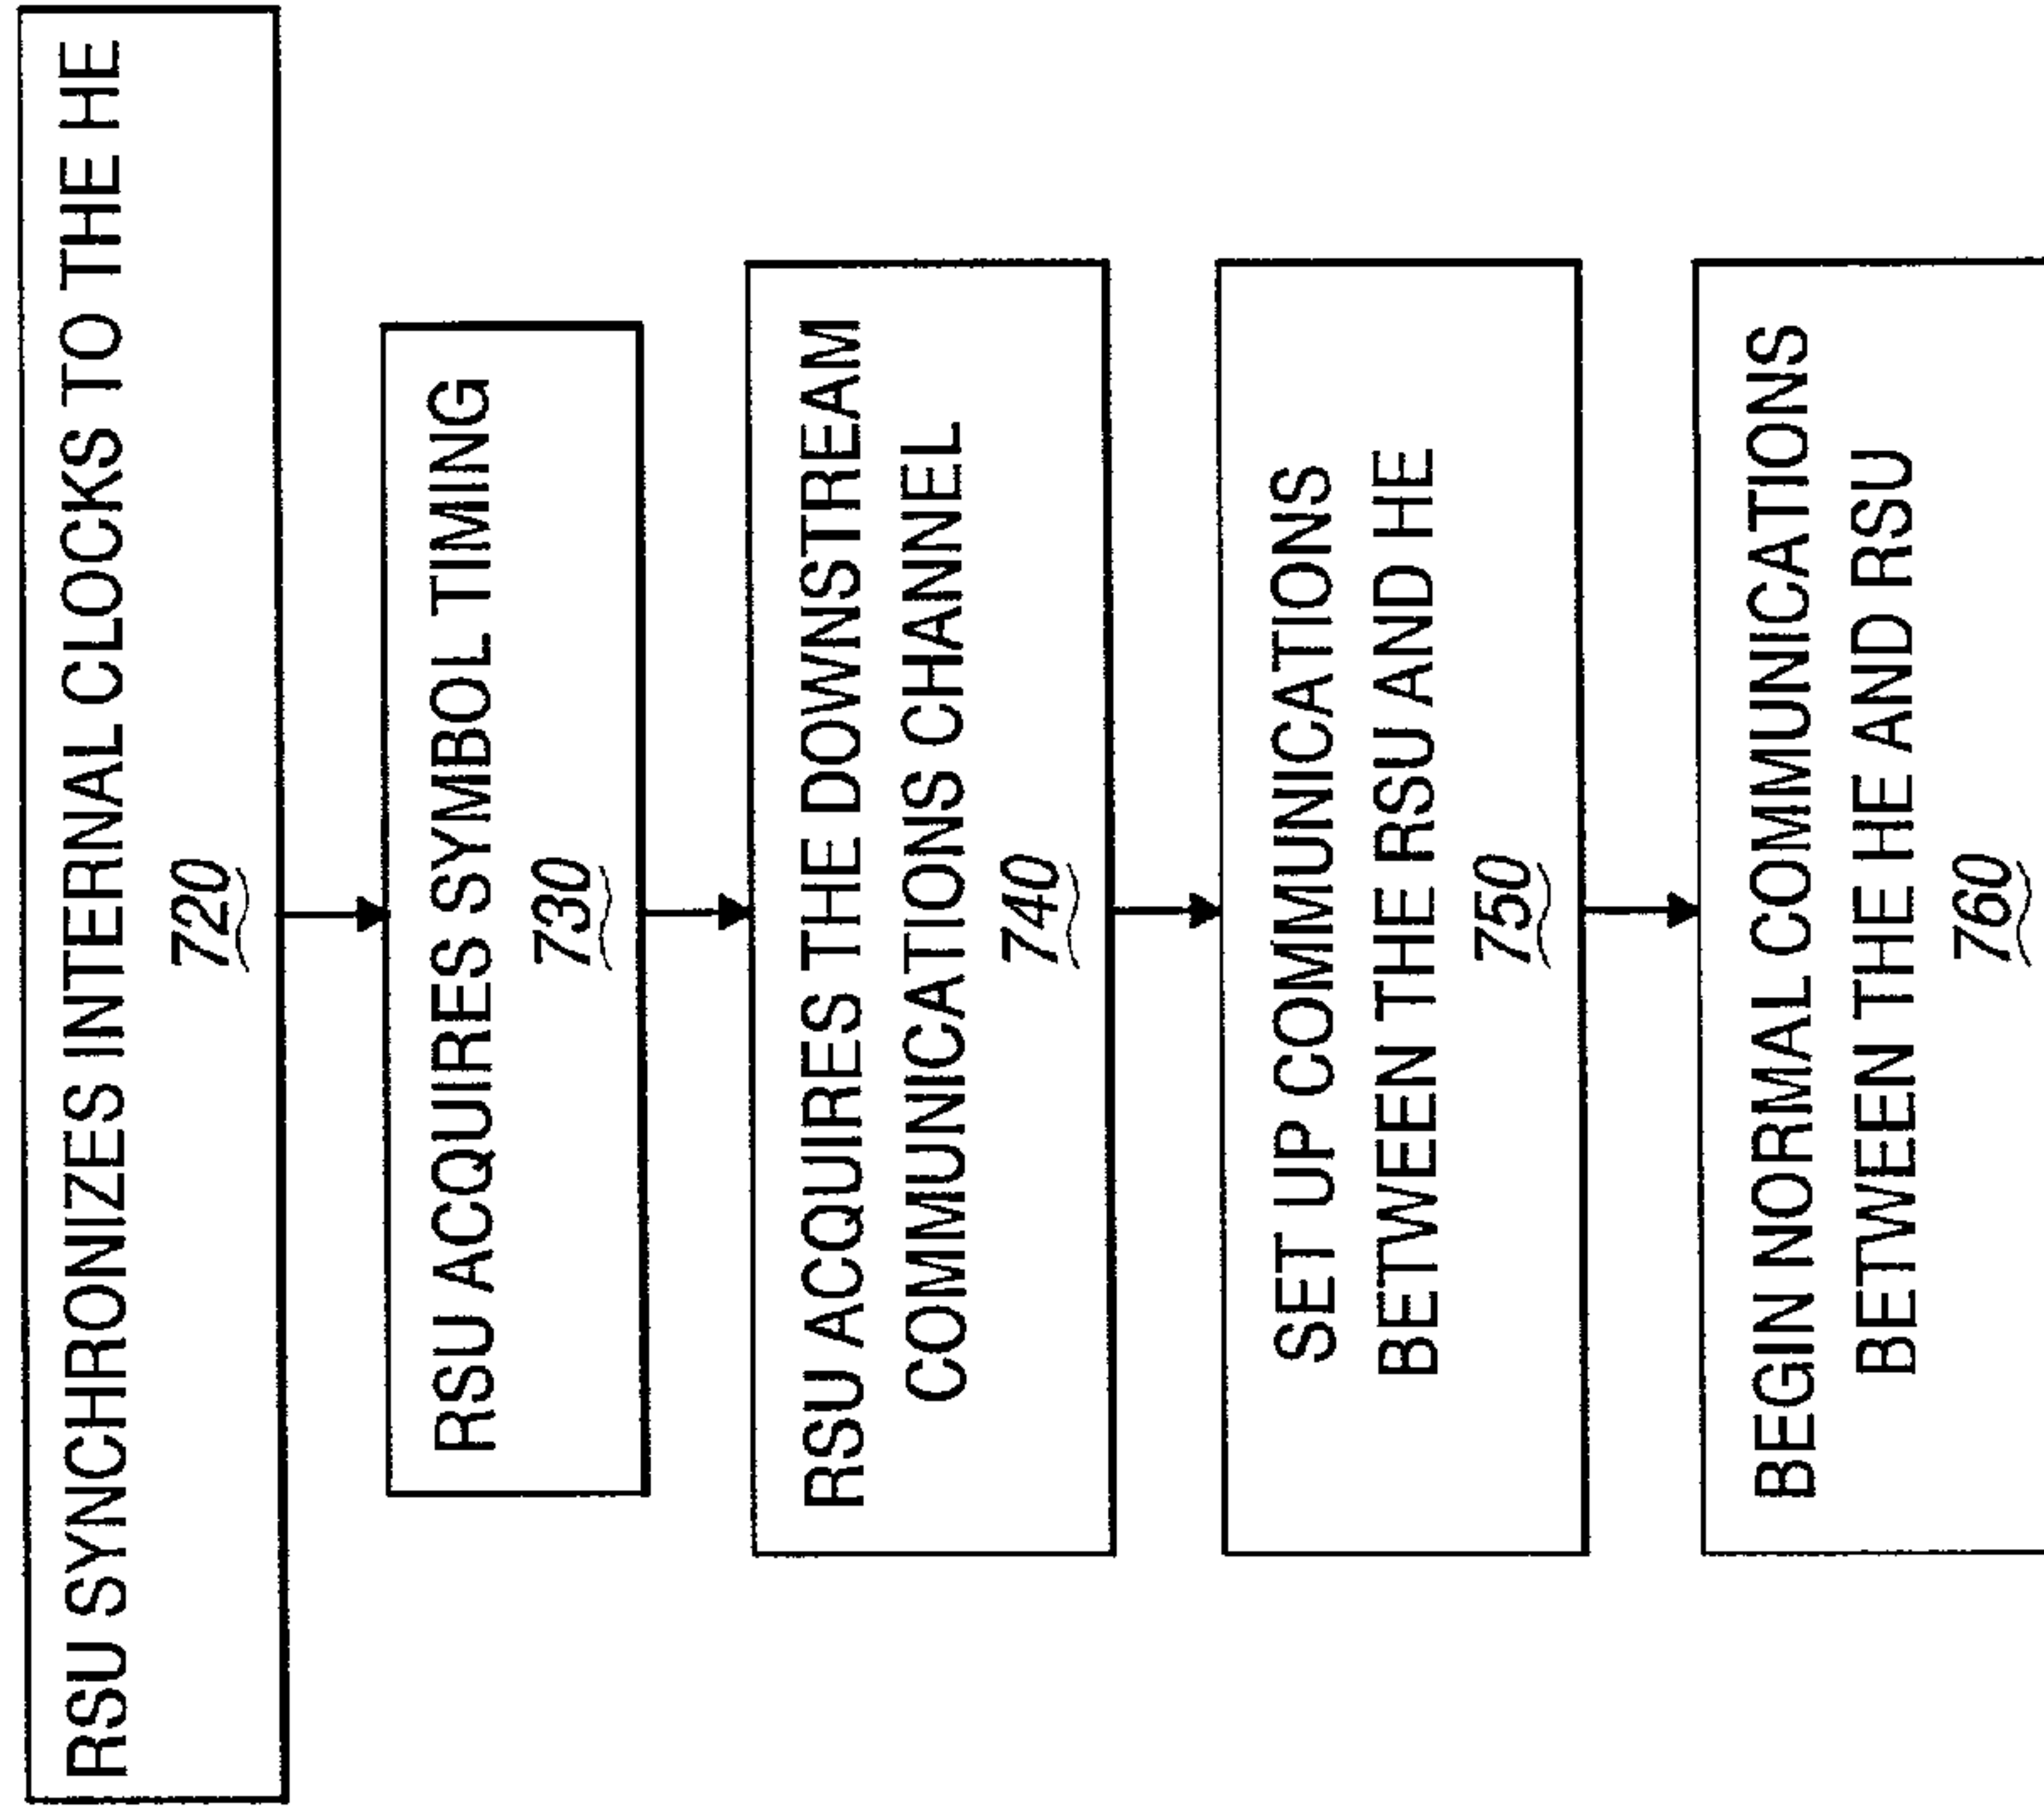 RSU SYNCHRONIZES INTERNAL CLOCKS TO THE HE
720
RSU ACQUIRES SYMBOL TIMING
730
RSU ACQUIRES THE DOWNSTREAM
COMMUNICATIONS CHANNEL
740
SET UP COMMUNICATIONS
BETWEEN THE RSU AND HE
750
BEGIN NORMAL COMMUNICATIONS
BETWEEN THE HE AND RSU
760